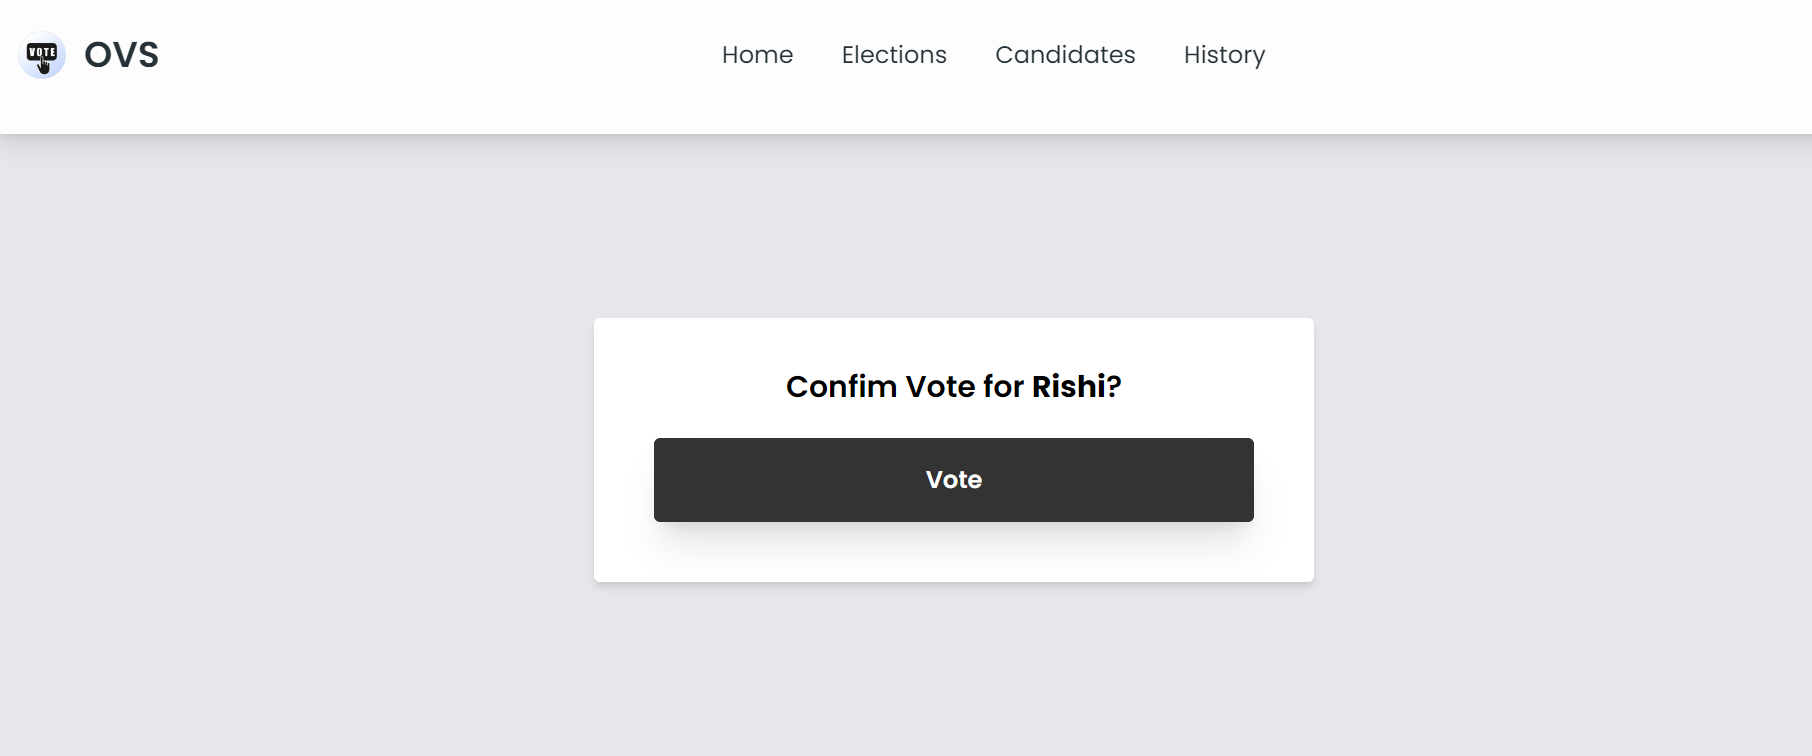 VOTE OVS Home Elections Candidates History
Confim Vote for Rishi?
Vote